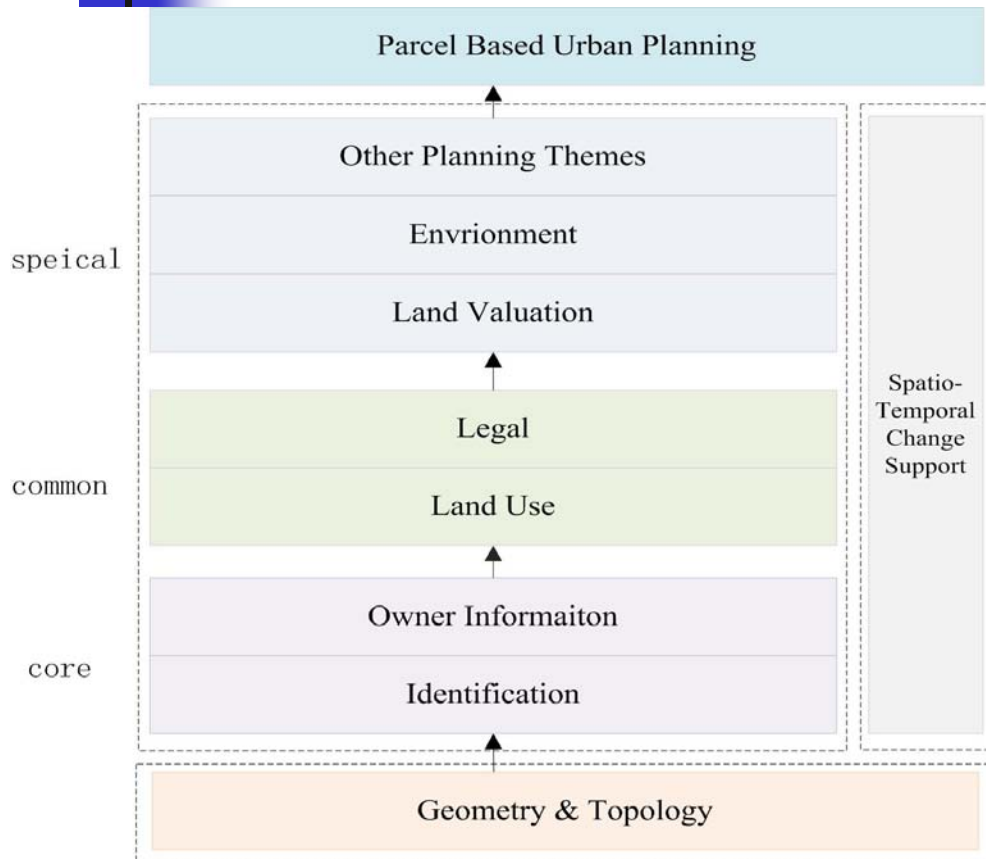 Parcel Based Urban Planning
Other Planning Themes
Envrionment
speical
Land Valuation
Legal
Spatio-
Temporal
Change
Support
common
Land Use
Owner Informaiton
core
Identification
Geometry & Topology